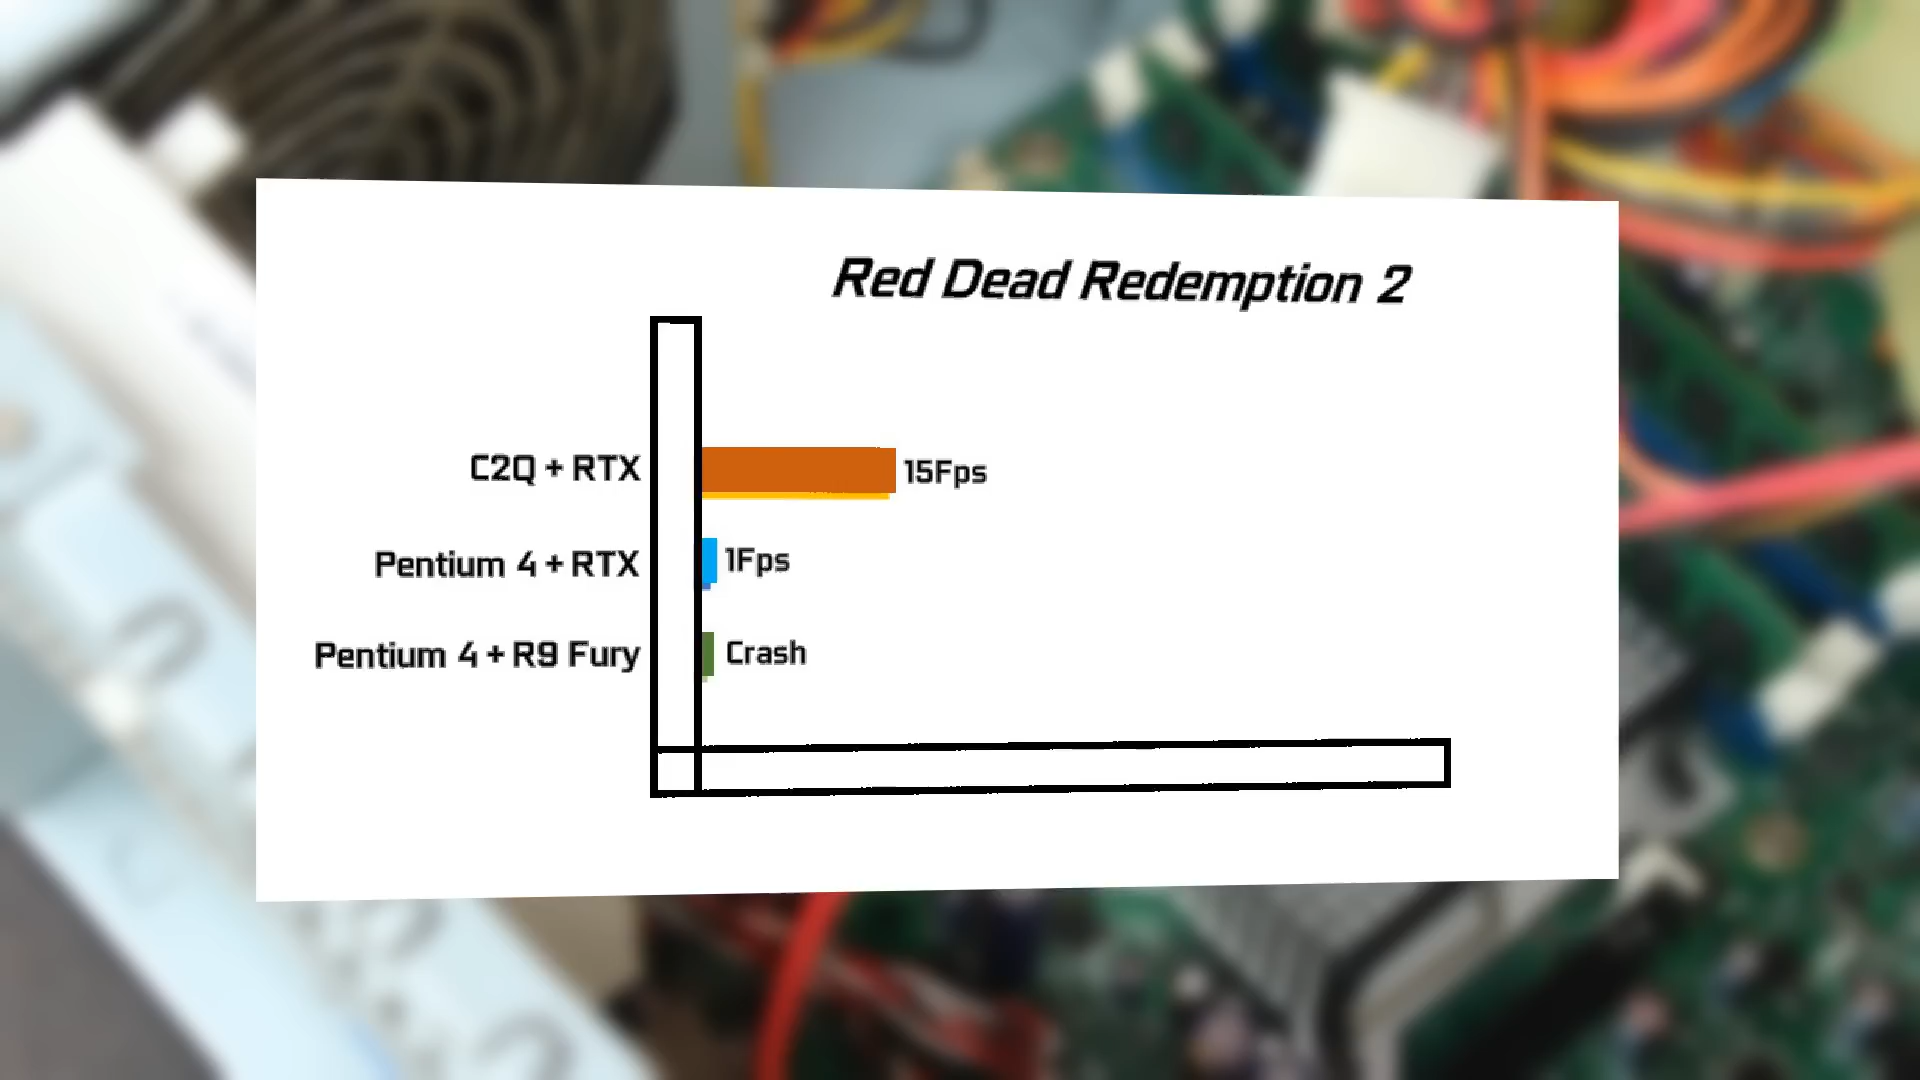 Red Dead Redemption 2
C2Q + RTX 15Fps
Pentium 4 + RTX 1Fps
Pentium 4 + R9 Fury Crash